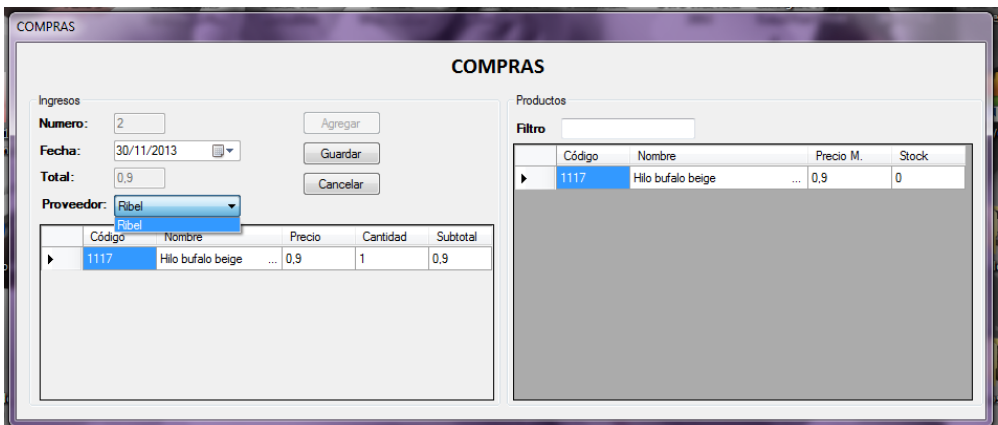 COMPRAS
COMPRAS
Ingresos
Numero: 2 Agregar
Fecha: 30/11/2013 Guardar
Total: 0,9 Cancelar
Proveedor: Ribel
Ribel
Código Nombre Precio Cantidad Subtotal
1117 Hilo bufalo beige ... 0,9 1 0,9
Productos
Filtro
Código Nombre Precio M. Stock
1117 Hilo bufalo beige ... 0,9 0